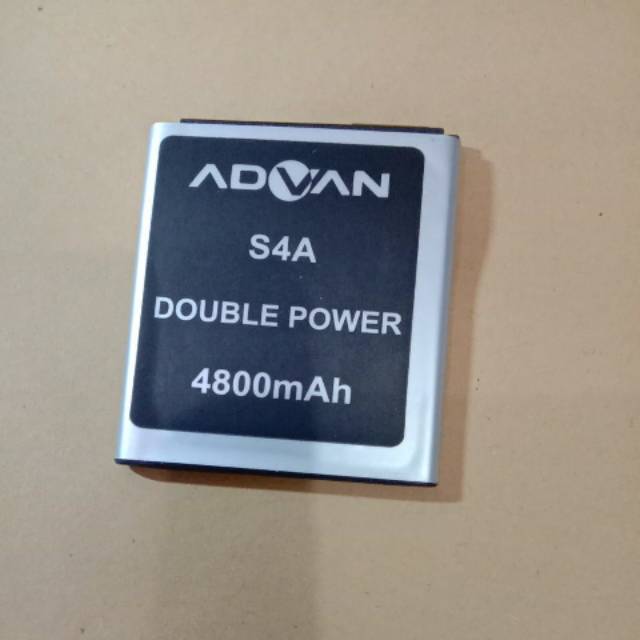 ADVAN
S4A
DOUBLE POWER
4800mAh